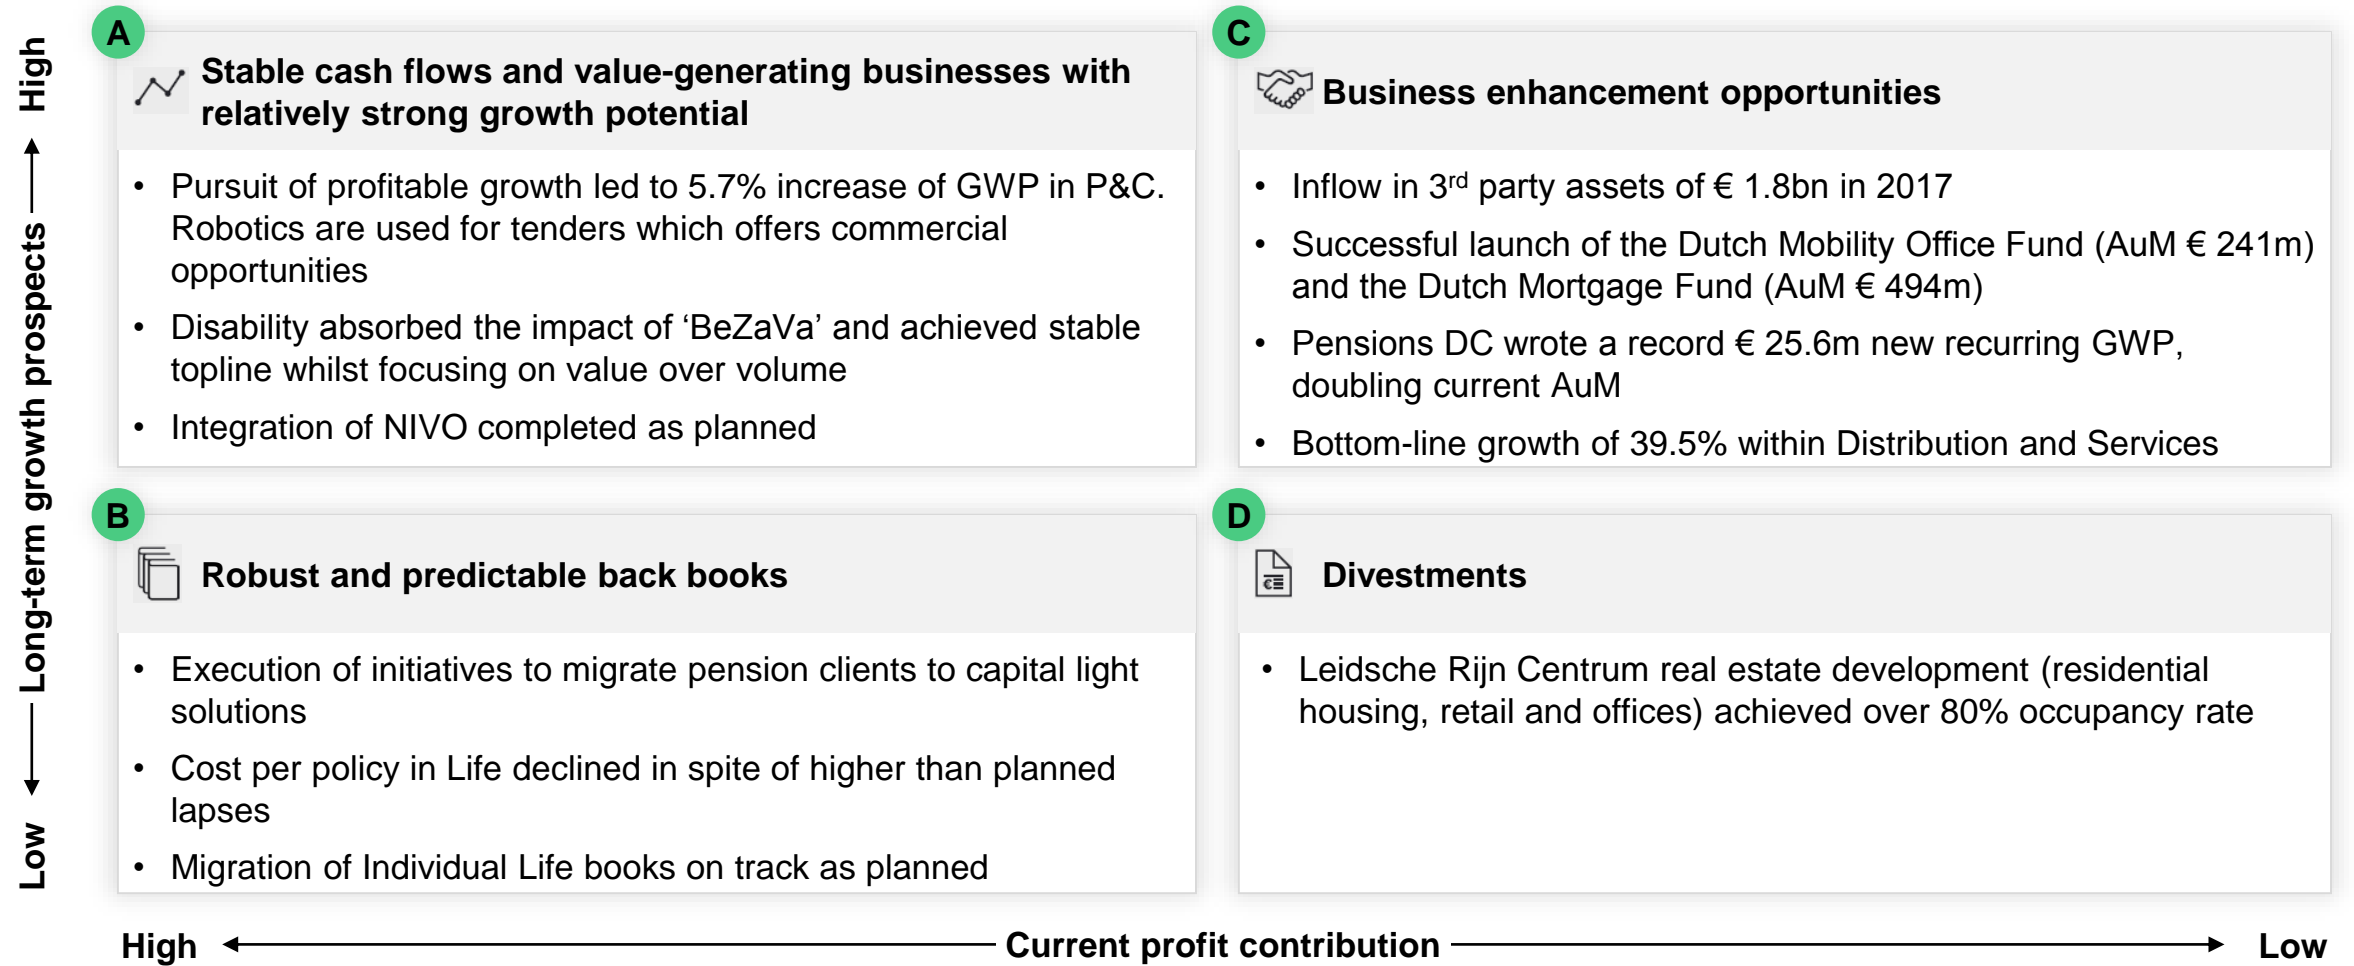 A
Stable cash flows and value-generating businesses with
relatively strong growth potential
• Pursuit of profitable growth led to 5.7% increase of GWP in P&C.
Robotics are used for tenders which offers commercial
opportunities
• Disability absorbed the impact of ‘BeZaVa’ and achieved stable
topline whilst focusing on value over volume
• Integration of NIVO completed as planned
C
Business enhancement opportunities
• Inflow in 3rd party assets of € 1.8bn in 2017
• Successful launch of the Dutch Mobility Office Fund (AuM € 241m)
and the Dutch Mortgage Fund (AuM € 494m)
• Pensions DC wrote a record € 25.6m new recurring GWP,
doubling current AuM
• Bottom-line growth of 39.5% within Distribution and Services
B
Robust and predictable back books
• Execution of initiatives to migrate pension clients to capital light
solutions
• Cost per policy in Life declined in spite of higher than planned
lapses
• Migration of Individual Life books on track as planned
D
€
Divestments
• Leidsche Rijn Centrum real estate development (residential
housing, retail and offices) achieved over 80% occupancy rate
Low Long-term growth prospects High
High Current profit contribution Low